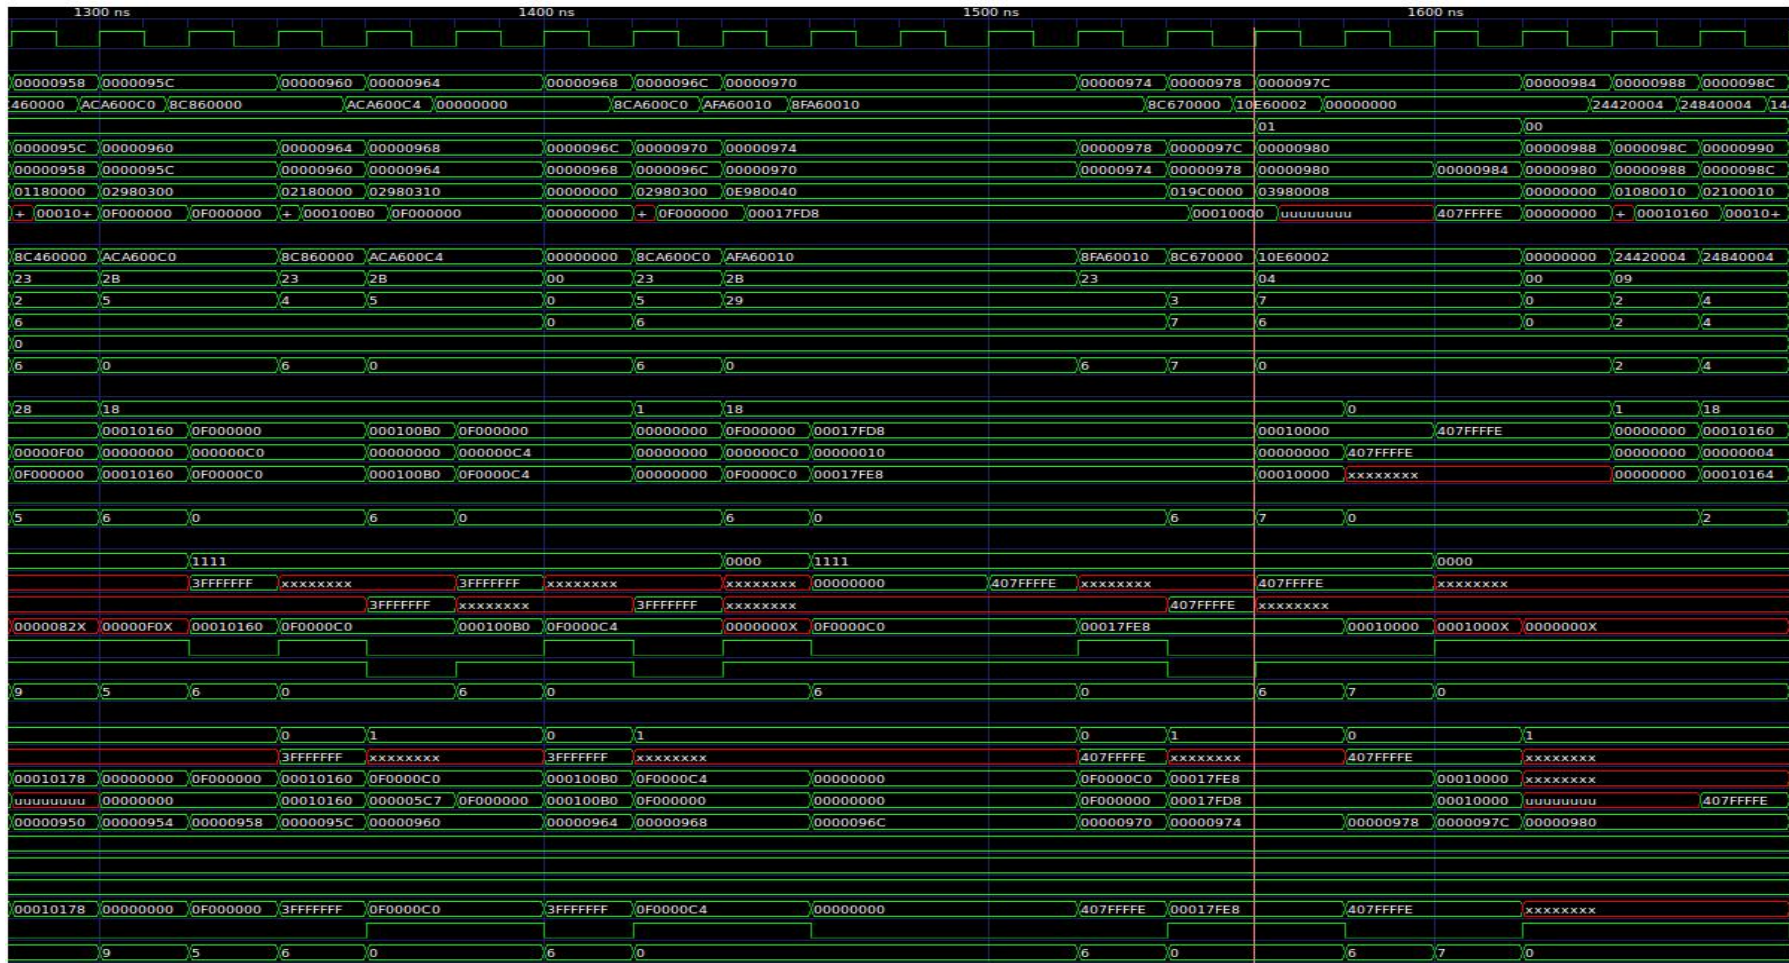 1300 ns 1400 ns 1500 ns 1600 ns
00000958 0000095C 00000960 00000964 00000968 0000096C 00000970 00000974 00000978 0000097C 00000984 00000988 0000098C
C460000 ACA600C0 8C860000 ACA600C4 00000000 8CA600C0 AFA60010 8FA60010 8C670000 10E60002 00000000 24420004 24840004 14
01 00
0000095C 00000960 00000964 00000968 0000096C 00000970 00000974 00000978 0000097C 00000980 00000988 0000098C 00000990
00000958 0000095C 00000960 00000964 00000968 0000096C 00000970 00000974 00000978 00000980 00000984 00000980 00000988 0000098C
01180000 02980300 02180000 02980310 00000000 02980300 0E980040 019C0000 03980008 00000000 01080010 02100010
+ 00010+ 0F000000 0F000000 + 000100B0 0F000000 00000000 + 0F000000 00017FD8 00010000 uuuuuuuu 407FFFFE 00000000 + 00010160 00010+
8C460000 ACA600C0 8C860000 ACA600C4 00000000 8CA600C0 AFA60010 8FA60010 8C670000 10E60002 00000000 24420004 24840004
23 2B 23 2B 00 23 2B 23 04 00 09
2 5 4 5 0 5 29 3 7 0 2 4
6 0 6 7 6 0 2 4
0
6 0 6 0 6 0 6 7 0 2 4
28 18 1 18 0 1 18
00010160 0F000000 000100B0 0F000000 00000000 0F000000 00017FD8 00010000 407FFFFE 00000000 00010160
00000F00 00000000 000000C0 00000000 000000C4 00000000 000000C0 00000010 00000000 407FFFFE 00000000 00000004
0F000000 00010160 0F0000C0 000100B0 0F0000C4 00000000 0F0000C0 00017FE8 00010000 xxxxxxxx 00000000 00010164
5 6 0 6 0 6 0 6 7 0 2
1111 0000 1111 0000
3FFFFFFF xxxxxxxx 3FFFFFFF xxxxxxxx xxxxxxxx 00000000 407FFFFE xxxxxxxx 407FFFFE xxxxxxxx
3FFFFFFF xxxxxxxx 3FFFFFFF xxxxxxxx 407FFFFE xxxxxxxx
0000082X 00000F0X 00010160 0F0000C0 000100B0 0F0000C4 0000000X 0F0000C0 00017FE8 00010000 0001000X 0000000X
9 5 6 0 6 0 6 0 6 7 0
0 1 0 1 0 1 0 1
3FFFFFFF xxxxxxxx 3FFFFFFF xxxxxxxx 407FFFFE xxxxxxxx 407FFFFE xxxxxxxx
00010178 00000000 0F000000 00010160 0F0000C0 000100B0 0F0000C4 00000000 0F0000C0 00017FE8 00010000 xxxxxxxx
uuuuuuuu 00000000 00010160 000005C7 0F000000 000100B0 0F000000 00000000 0F000000 00017FD8 00010000 uuuuuuuu 407FFFFE
00000950 00000954 00000958 0000095C 00000960 00000964 00000968 0000096C 00000970 00000974 00000978 0000097C 00000980
00010178 00000000 0F000000 3FFFFFFF 0F0000C0 3FFFFFFF 0F0000C4 00000000 407FFFFE 00017FE8 407FFFFE xxxxxxxx
9 5 6 0 6 0 6 0 6 7 0